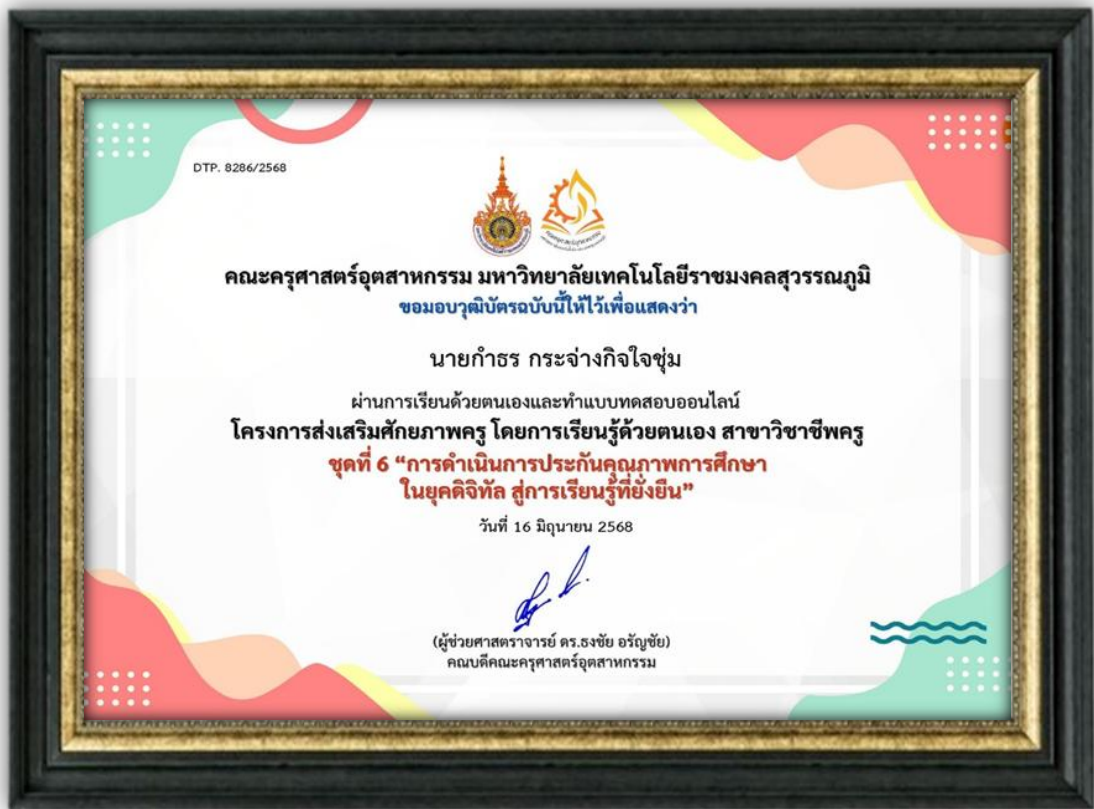 DTP. 8286/2568
คณะครุศาสตร์อุตสาหกรรม มหาวิทยาลัยเทคโนโลยีราชมงคลสุวรรณภูมิ
ขอมอบวุฒิบัตรฉบับนี้ให้ไว้เพื่อแสดงว่า
นายกำธร กระจ่างกิจใจชุ่ม
ผ่านการเรียนด้วยตนเองและทำแบบทดสอบออนไลน์
โครงการส่งเสริมศักยภาพครู โดยการเรียนรู้ด้วยตนเอง สาขาวิชาชีพครู
ชุดที่ 6 “การดำเนินการประกันคุณภาพการศึกษา
ในยุคดิจิทัล สู่การเรียนรู้ที่ยั่งยืน”
วันที่ 16 มิถุนายน 2568
(ผู้ช่วยศาสตราจารย์ ดร.ธงชัย อรัญชัย)
คณบดีคณะครุศาสตร์อุตสาหกรรม